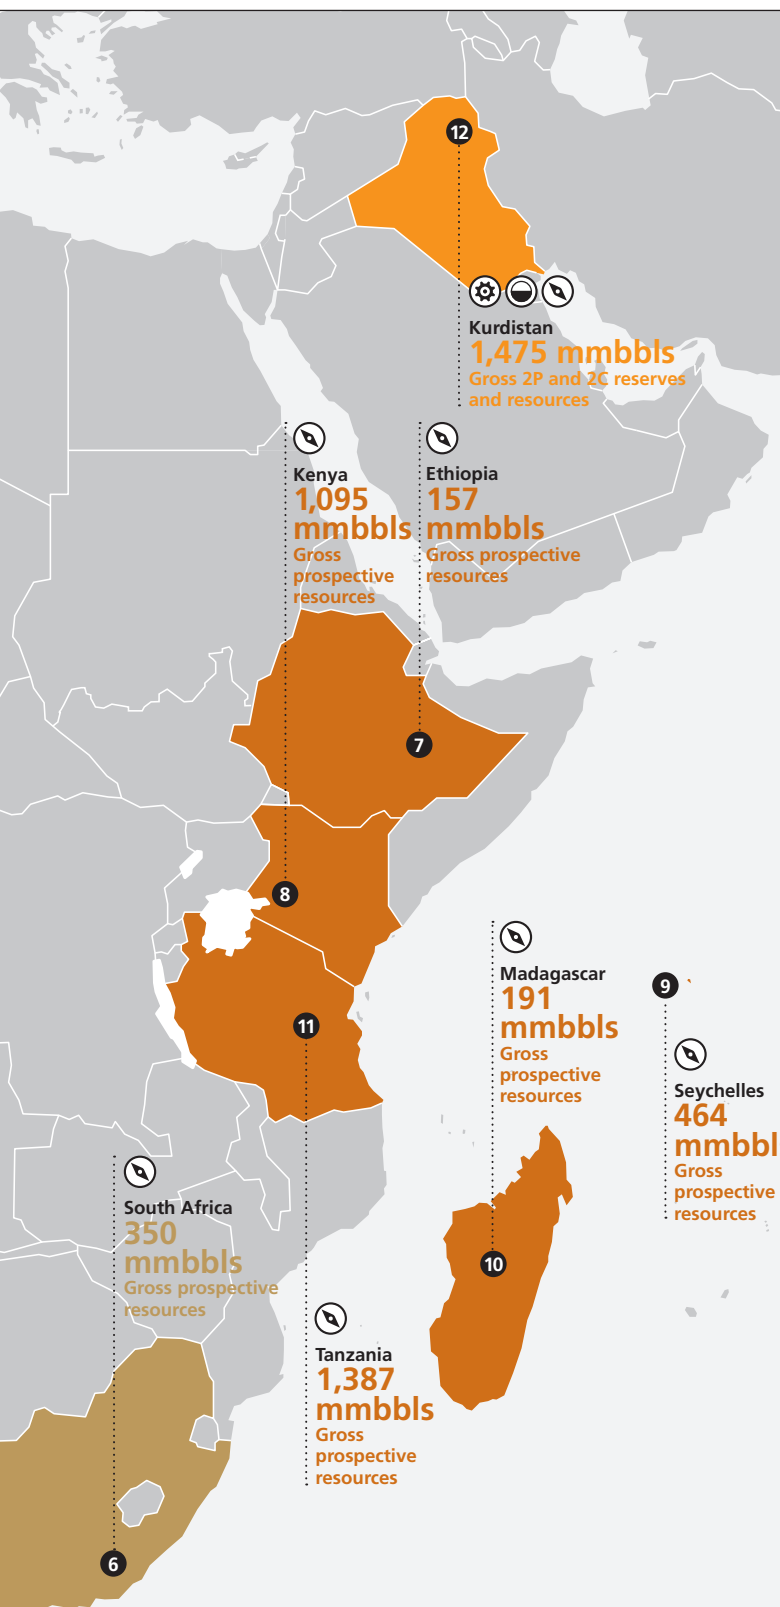 12
Kurdistan
1,475 mmbbls
Gross 2P and 2C reserves
and resources
Kenya
1,095
mmbbls
Gross
prospective
resources
Ethiopia
157
mmbbls
Gross prospective
resources
7
8
Madagascar
191
mmbbls
Gross
prospective
resources
9
Seychelles
464
mmbbl
Gross
prospective
resources
11
South Africa
350
mmbbls
Gross prospective
resources
10
Tanzania
1,387
mmbbls
Gross
prospective
resources
6